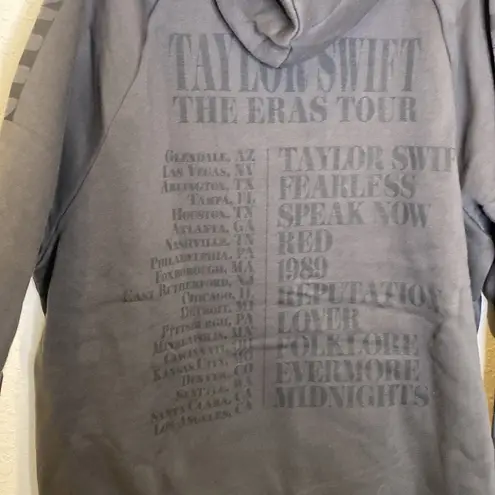 TAYLOR SWIFT
THE ERAS TOUR
GLENDALE, AZ
LAS VEGAS, NV
ARLINGTON, TX
TAMPA, FL
HOUSTON, TX
ATLANTA, GA
NASHVILLE, TN
PHILADELPHIA, PA
FOXBOROUGH, MA
EAST RUTHERFORD, NJ
CHICAGO, IL
DETROIT, MI
PITTSBURGH, PA
MINNEAPOLIS, MN
CINCINNATI, OH
KANSAS CITY, MO
DENVER, CO
SEATTLE, WA
SANTA CLARA, CA
LOS ANGELES, CA
TAYLOR SWIF
FEARLESS
SPEAK NOW
RED
1989
REPUTATION
LOVER
FOLKLORE
EVERMORE
MIDNIGHTS